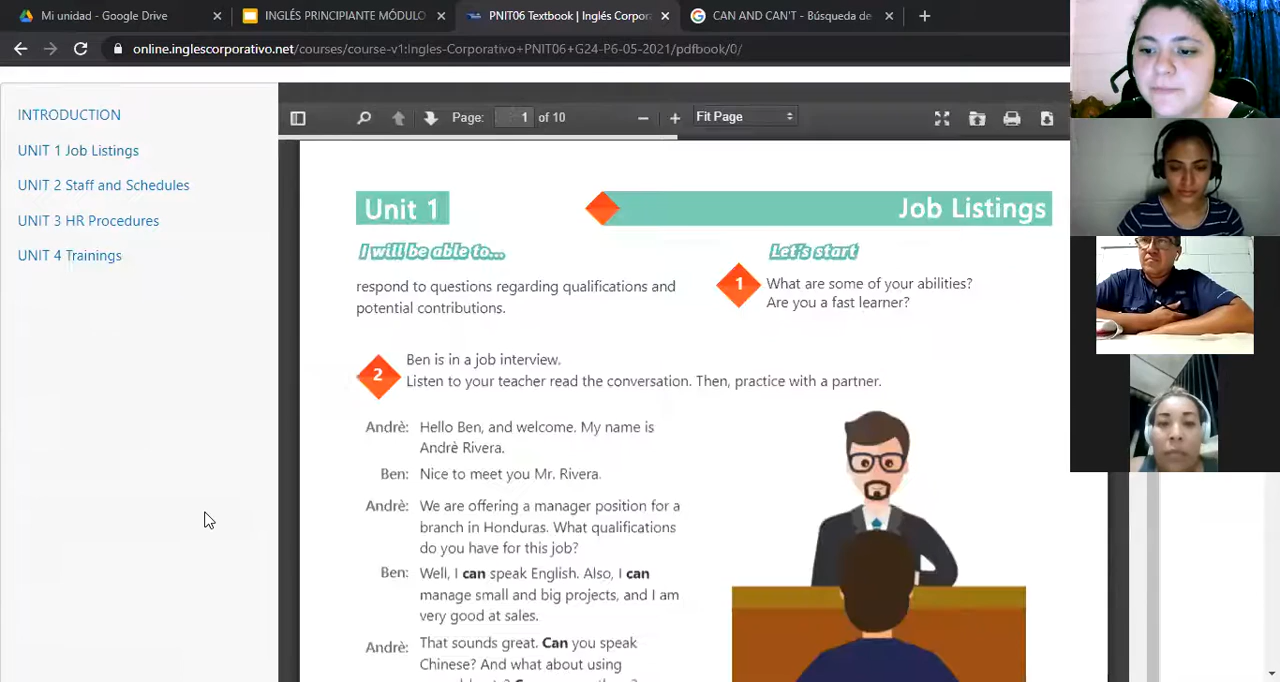 Mi unidad - Google Drive
INGLÉS PRINCIPIANTE MÓDULO
PNIT06 Textbook | Inglés Corpor
CAN AND CAN'T - Búsqueda de
online.inglescorporativo.net/courses/course-v1:Ingles-Corporativo+PNIT06+G24-P6-05-2021/pdfbook/0/
INTRODUCTION
UNIT 1 Job Listings
UNIT 2 Staff and Schedules
UNIT 3 HR Procedures
UNIT 4 Trainings
Page: 1 of 10
Fit Page
Unit 1
Job Listings
I will be able to...
respond to questions regarding qualifications and
potential contributions.
Let's start
1
What are some of your abilities?
Are you a fast learner?
2
Ben is in a job interview.
Listen to your teacher read the conversation. Then, practice with a partner.
Andrè: Hello Ben, and welcome. My name is
Andrè Rivera.
Ben: Nice to meet you Mr. Rivera.
Andrè: We are offering a manager position for a
branch in Honduras. What qualifications
do you have for this job?
Ben: Well, I can speak English. Also, I can
manage small and big projects, and I am
very good at sales.
Andrè: That sounds great. Can you speak
Chinese? And what about using